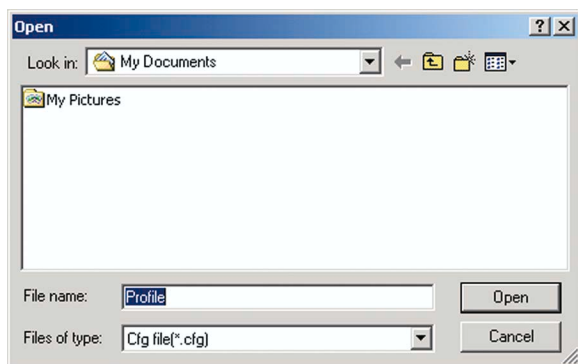 Open
Look in: My Documents
My Pictures
File name: Profile Open
Files of type: Cfg file(*.cfg) Cancel